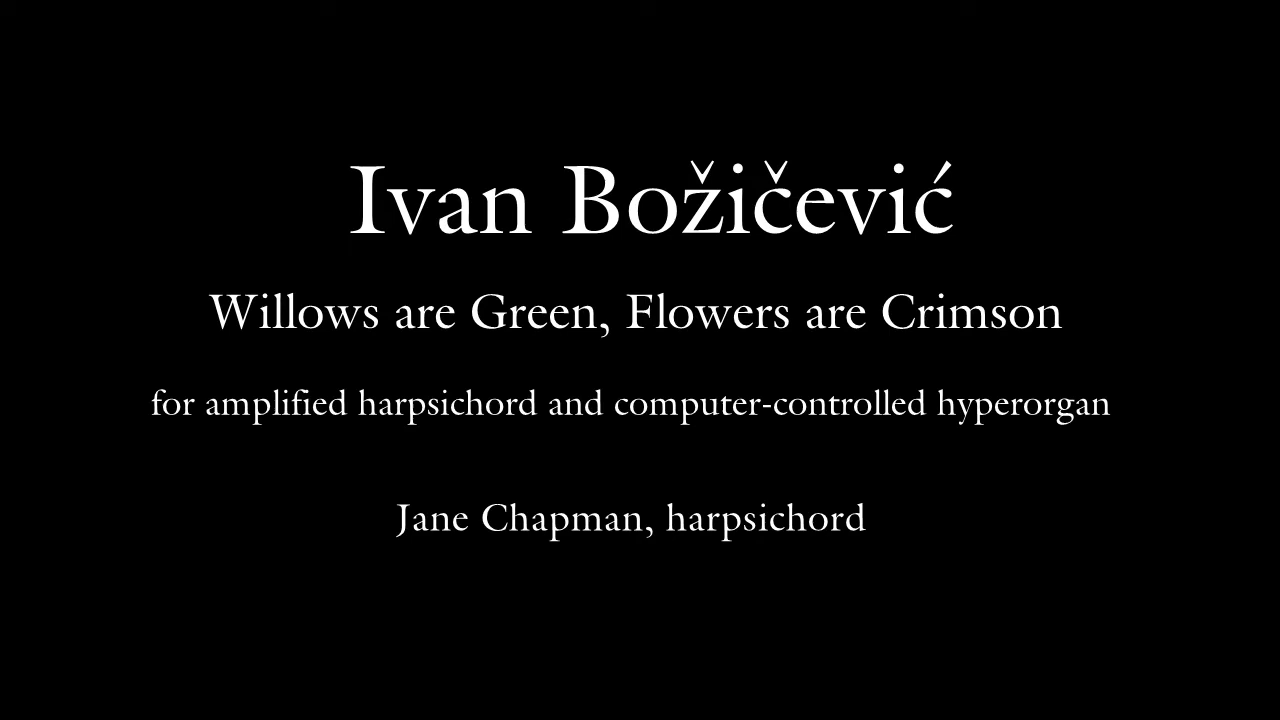 Ivan Božičević
Willows are Green, Flowers are Crimson
for amplified harpsichord and computer-controlled hyperorgan
Jane Chapman, harpsichord